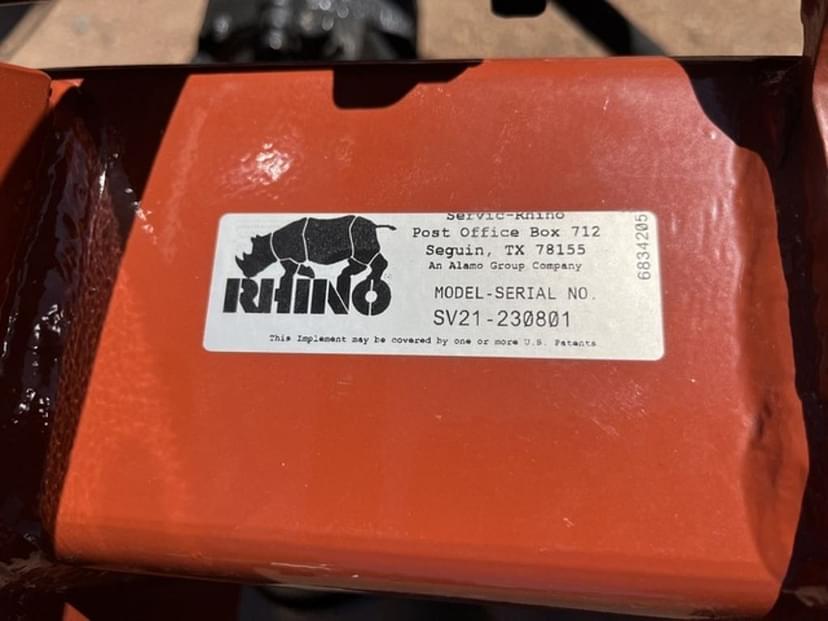 Servic-Rhino
Post Office Box 712
Seguin, TX 78155
An Alamo Group Company
RHINO
MODEL-SERIAL NO.
SV21-230801
This Implement may be covered by one or more U.S. Patents
6834205